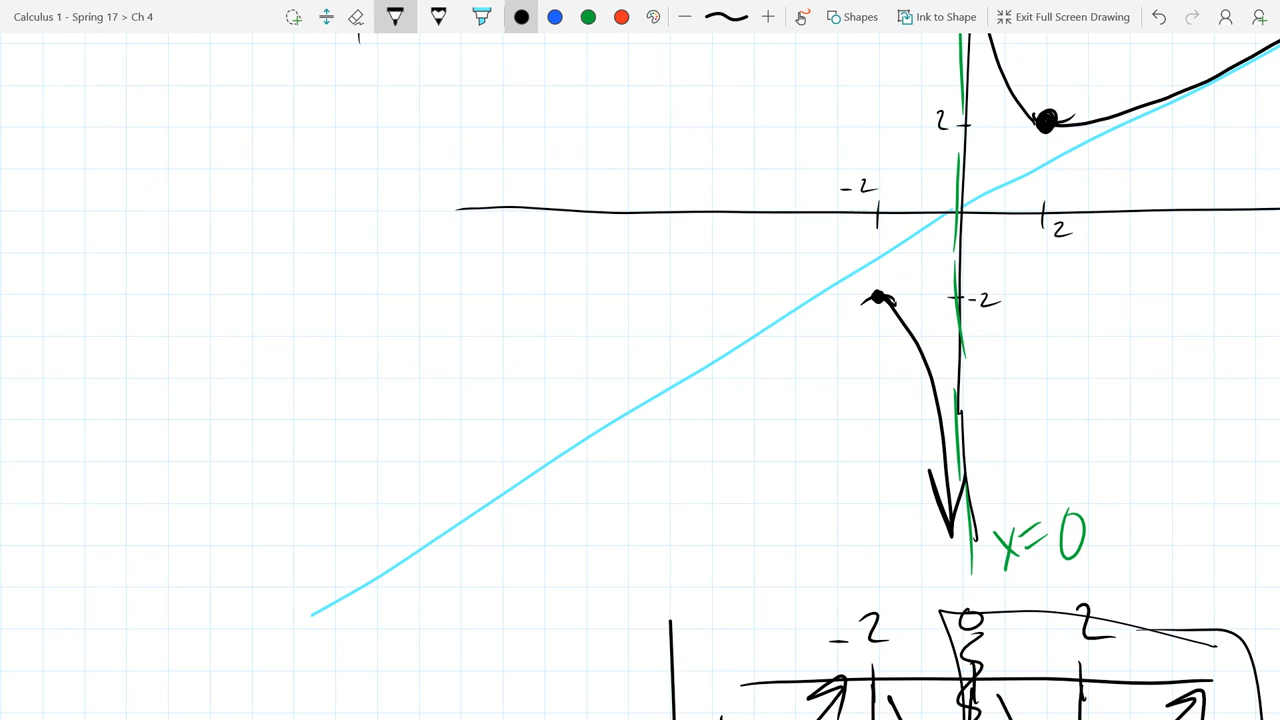 Calculus 1 - Spring 17 > Ch 4
Shapes
Ink to Shape
Exit Full Screen Drawing
2
-2
2
-2
x=0
-2 0 2